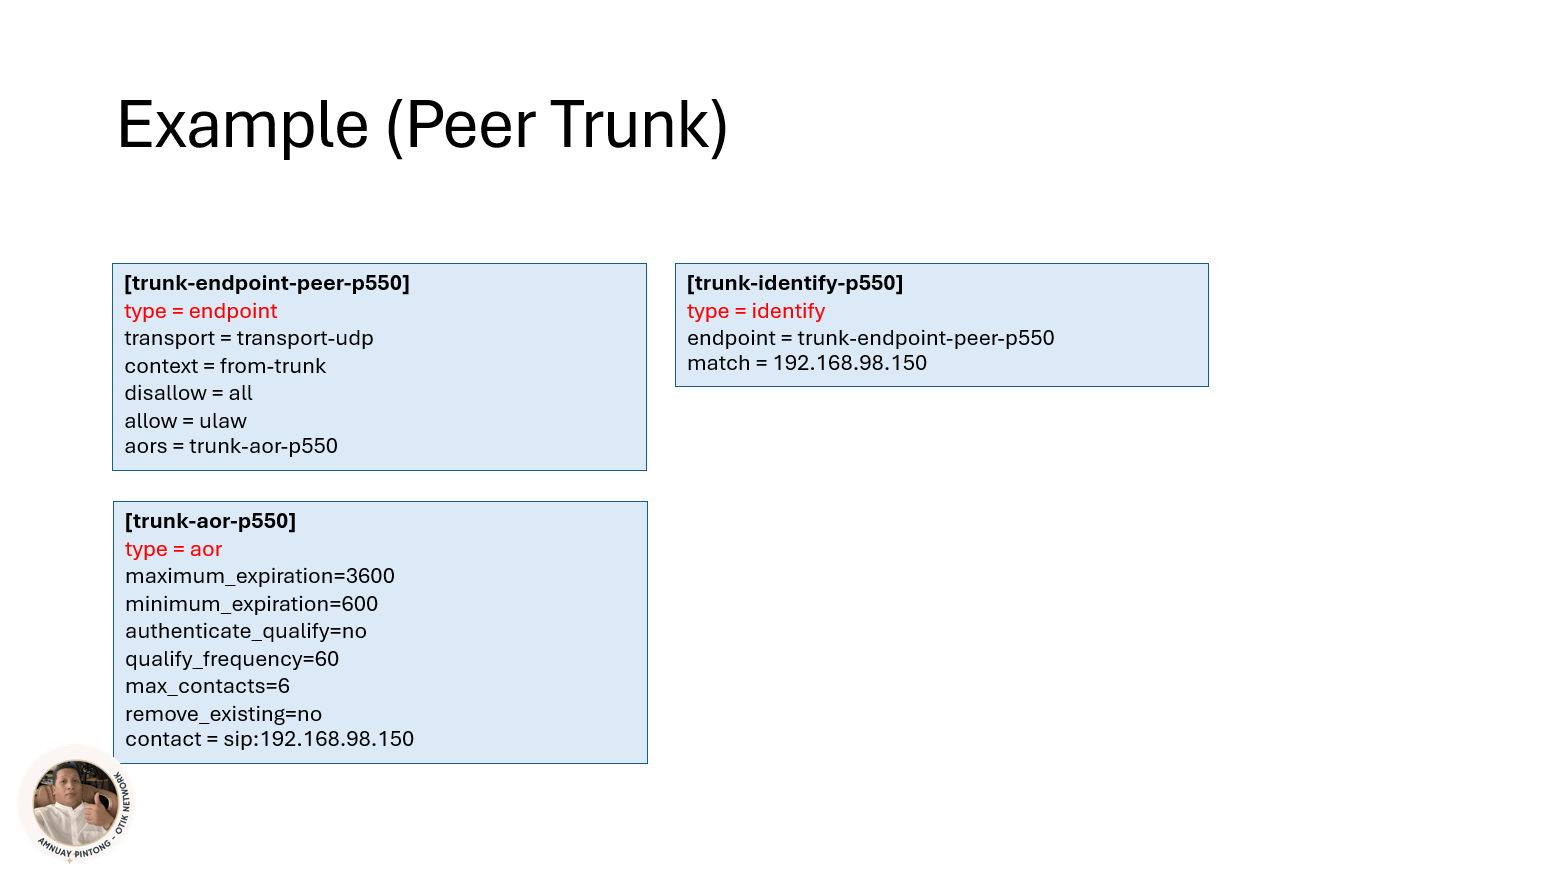 Example (Peer Trunk)
[trunk-endpoint-peer-p550]
type = endpoint
transport = transport-udp
context = from-trunk
disallow = all
allow = ulaw
aors = trunk-aor-p550
[trunk-identify-p550]
type = identify
endpoint = trunk-endpoint-peer-p550
match = 192.168.98.150
[trunk-aor-p550]
type = aor
maximum_expiration=3600
minimum_expiration=600
authenticate_qualify=no
qualify_frequency=60
max_contacts=6
remove_existing=no
contact = sip:192.168.98.150
AMNUAY PINTONG - OTIK NETWORK